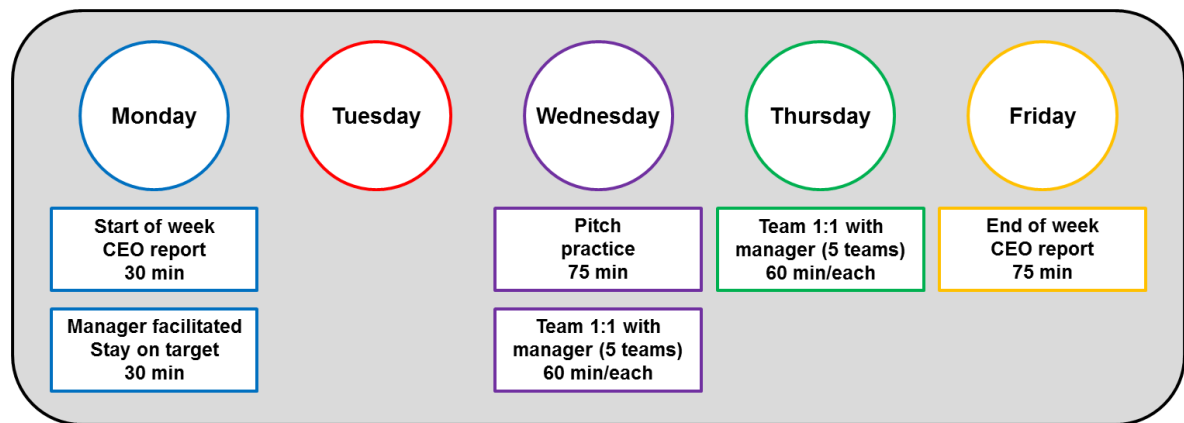 Monday
Tuesday
Wednesday
Thursday
Friday
Start of week
CEO report
30 min
Manager facilitated
Stay on target
30 min
Pitch
practice
75 min
Team 1:1 with
manager (5 teams)
60 min/each
Team 1:1 with
manager (5 teams)
60 min/each
End of week
CEO report
75 min